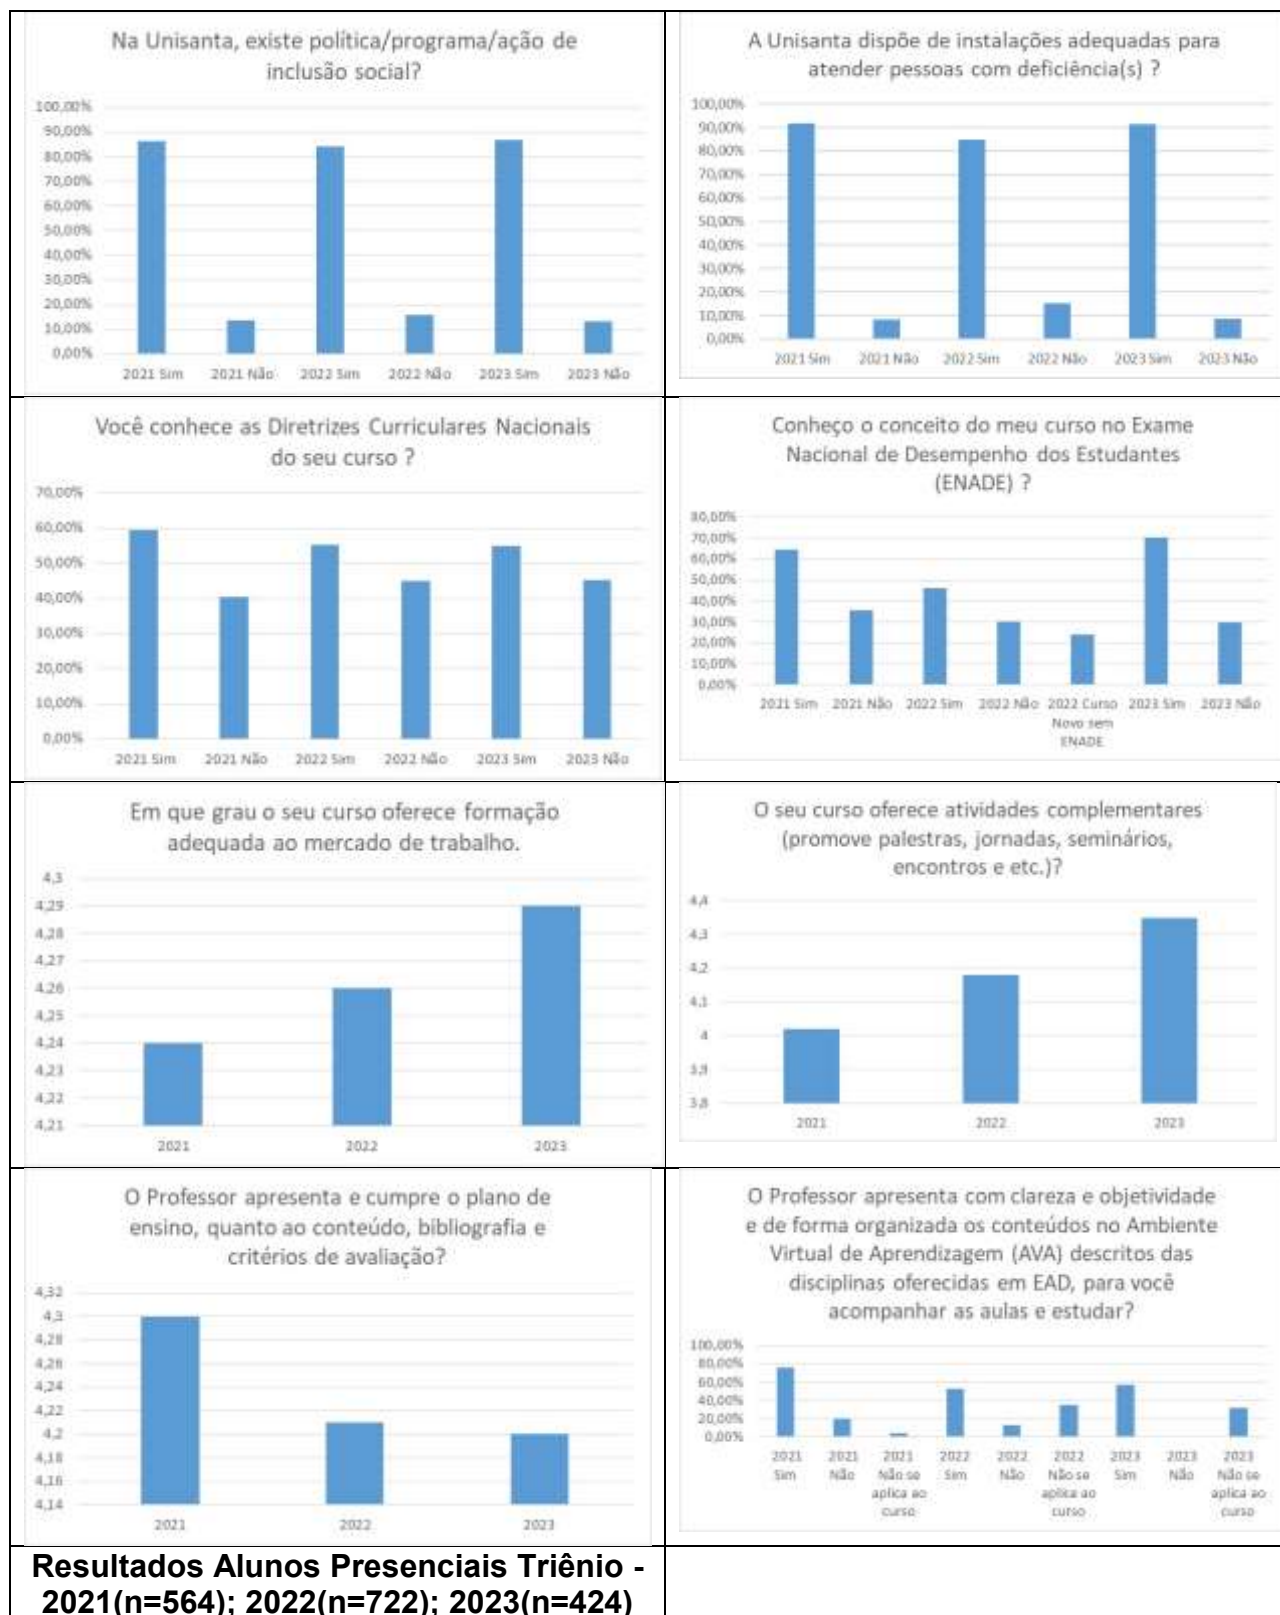 Na Unisanta, existe política/programa/ação de
inclusão social?
100,00%
90,00%
80,00%
70,00%
60,00%
50,00%
40,00%
30,00%
20,00%
10,00%
0,00%
2021 Sim 2021 Não 2022 Sim 2022 Não 2023 Sim 2023 Não
A Unisanta dispõe de instalações adequadas para
atender pessoas com deficiência(s) ?
100,00%
90,00%
80,00%
70,00%
60,00%
50,00%
40,00%
30,00%
20,00%
10,00%
0,00%
2021 Sim 2021 Não 2022 Sim 2022 Não 2023 Sim 2023 Não
Você conhece as Diretrizes Curriculares Nacionais
do seu curso ?
70,00%
60,00%
50,00%
40,00%
30,00%
20,00%
10,00%
0,00%
2021 Sim 2021 Não 2022 Sim 2022 Não 2023 Sim 2023 Não
Conheço o conceito do meu curso no Exame
Nacional de Desempenho dos Estudantes
(ENADE) ?
80,00%
70,00%
60,00%
50,00%
40,00%
30,00%
20,00%
10,00%
0,00%
2021 Sim 2021 Não 2022 Sim 2022 Não 2022 Curso 2023 Sim 2023 Não
Novo sem
ENADE
Em que grau o seu curso oferece formação
adequada ao mercado de trabalho.
4,3
4,29
4,28
4,27
4,26
4,25
4,24
4,23
4,22
4,21
2021 2022 2023
O seu curso oferece atividades complementares
(promove palestras, jornadas, seminários,
encontros e etc.)?
4,4
4,3
4,2
4,1
4
3,9
3,8
2021 2022 2023
O Professor apresenta e cumpre o plano de
ensino, quanto ao conteúdo, bibliografia e
critérios de avaliação?
4,32
4,3
4,28
4,26
4,24
4,22
4,2
4,18
4,16
4,14
2021 2022 2023
O Professor apresenta com clareza e objetividade
e de forma organizada os conteúdos no Ambiente
Virtual de Aprendizagem (AVA) descritos das
disciplinas oferecidas em EAD, para você
acompanhar as aulas e estudar?
100,00%
80,00%
60,00%
40,00%
20,00%
0,00%
2021 2021 2021 2022 2022 2022 2023 2023 2023
Sim Não Não se Sim Não Não se Sim Não Não se
aplica ao aplica ao aplica ao
curso curso curso
Resultados Alunos Presenciais Triênio -
2021(n=564); 2022(n=722); 2023(n=424)